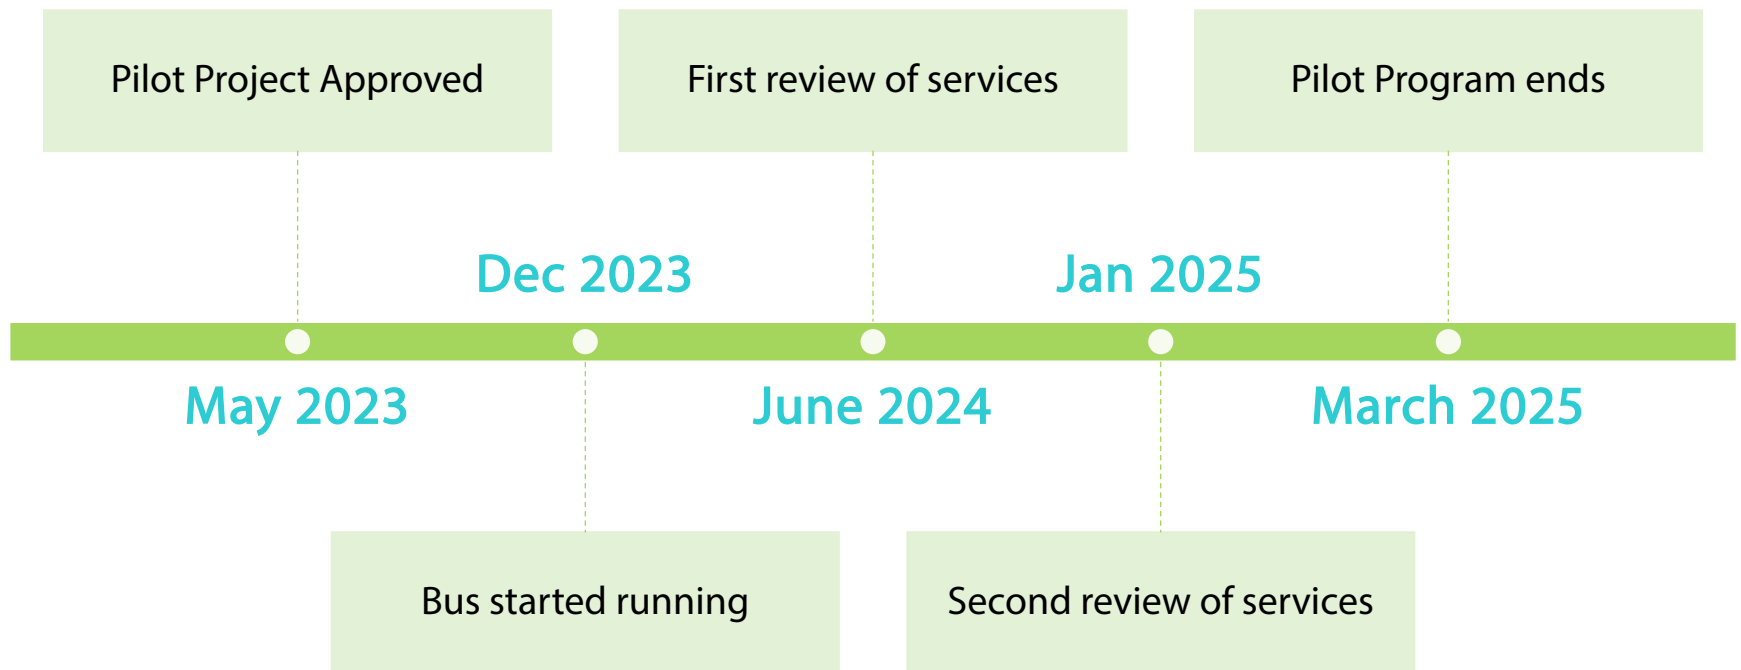 Pilot Project Approved
First review of services
Pilot Program ends
Dec 2023
Jan 2025
May 2023
June 2024
March 2025
Bus started running
Second review of services